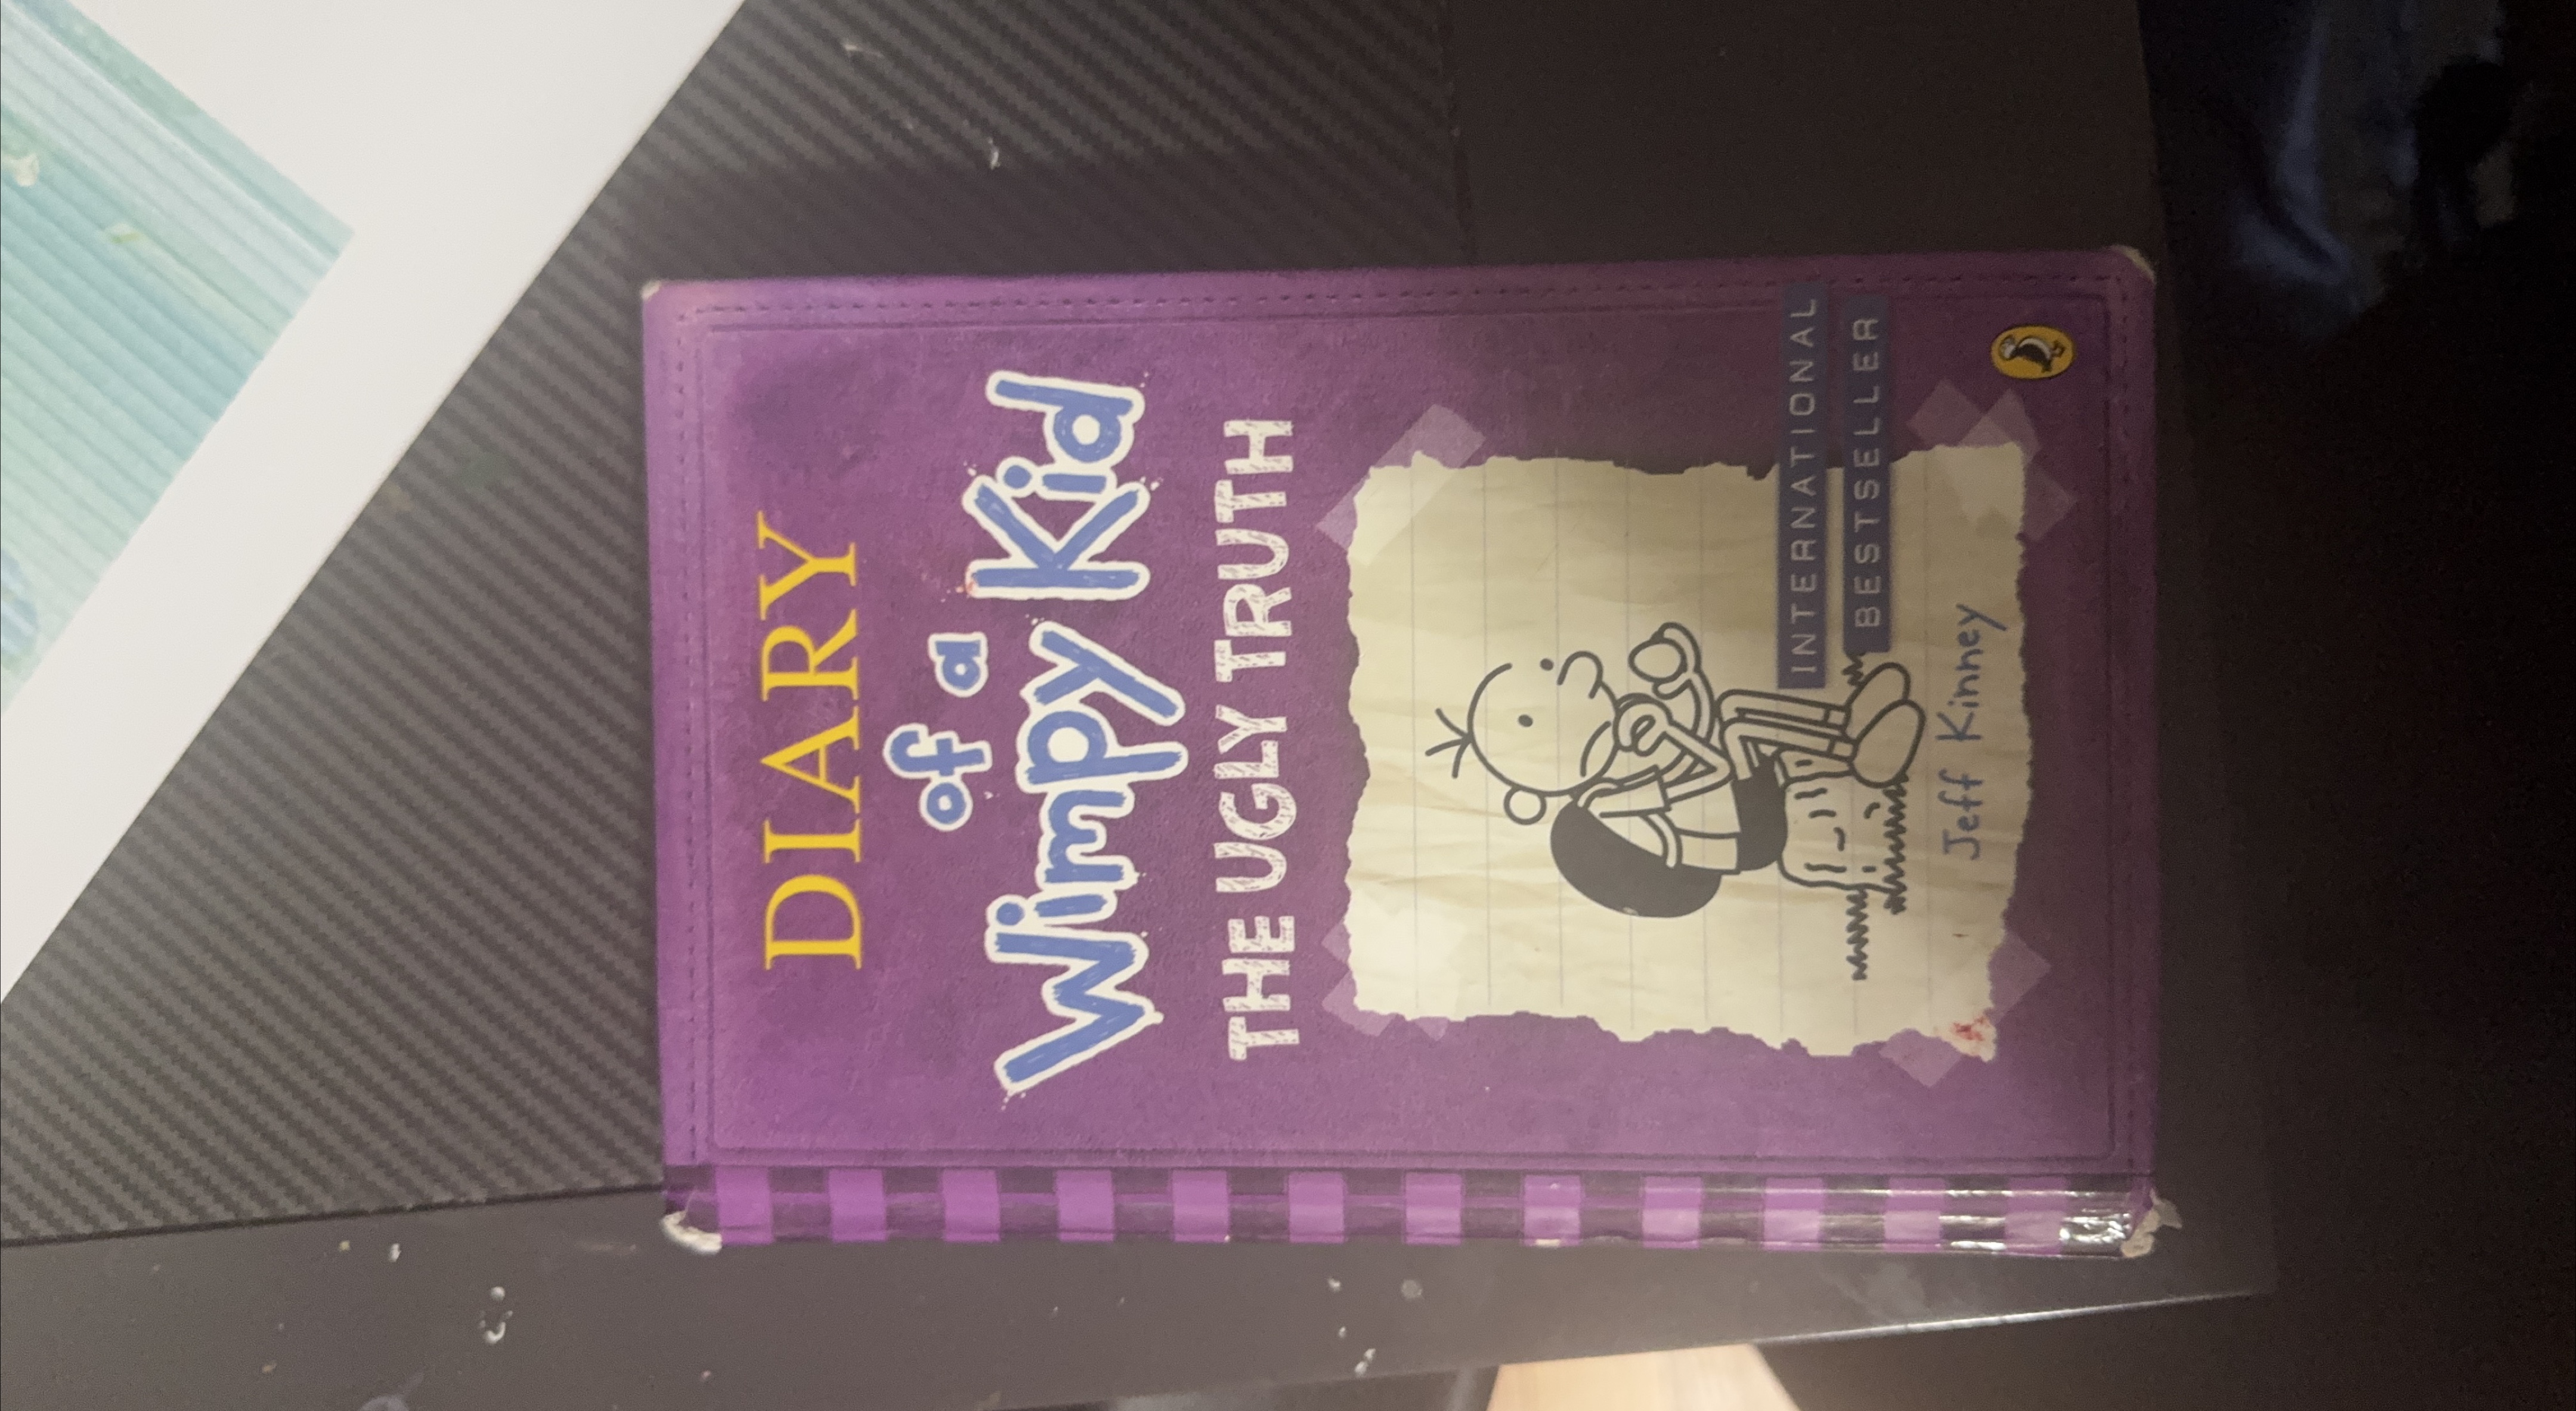 DIARY
of a
Wimpy Kid
THE UGLY TRUTH
INTERNATIONAL
BESTSELLER
Jeff Kinney